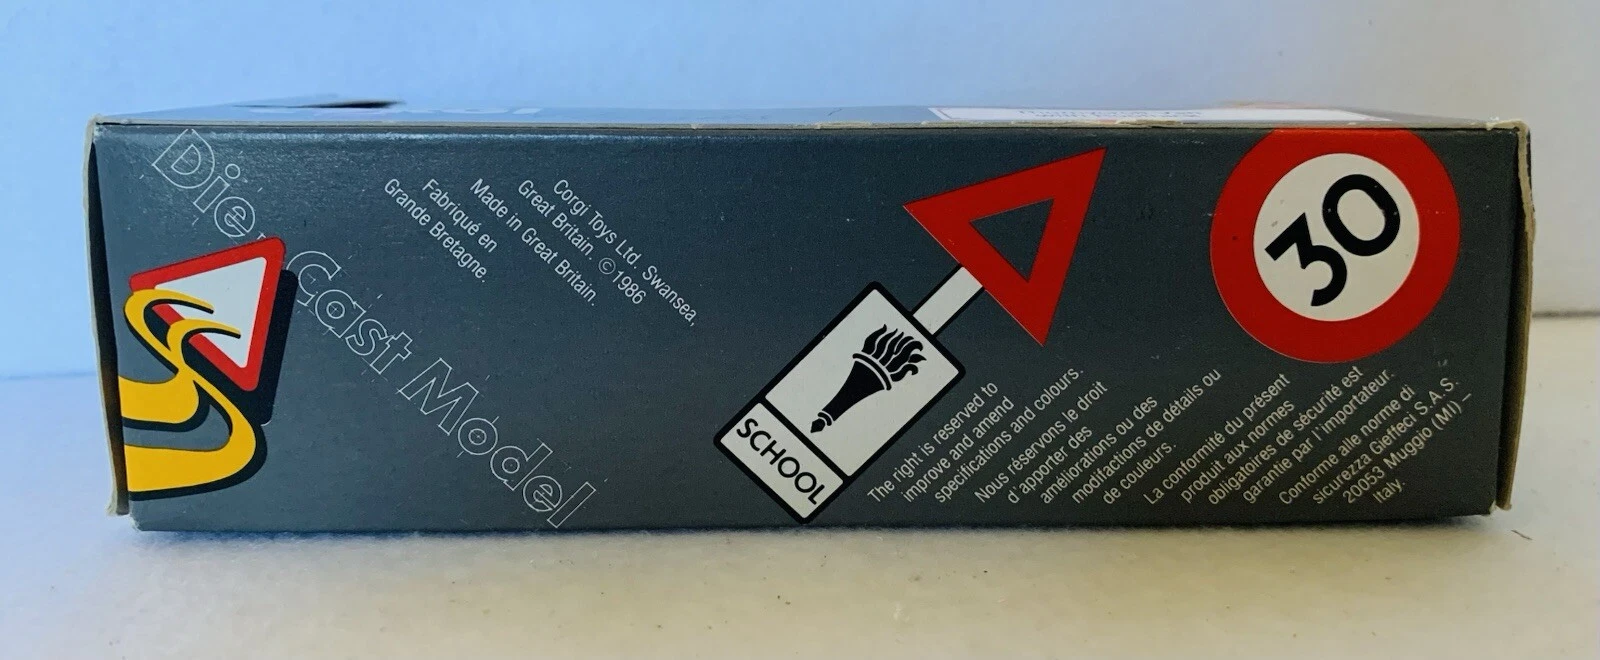 Die Cast Model
Corgi Toys Ltd. Swansea,
Great Britain. ©1986
Made in Great Britain.
Fabriqué en
Grande Bretagne.
SCHOOL
30
The right is reserved to
improve and amend
specifications and colours.
Nous réservons le droit
d'apporter des
améliorations ou des
modifactions de détails ou
de couleurs.
La conformité du présent
produit aux normes
obligatoires de sécurité est
garantie par l'importateur.
Conforme alle norme di
sicurezza Gieffeci S.A.S.
20053 Muggio (MI).–
Italy.